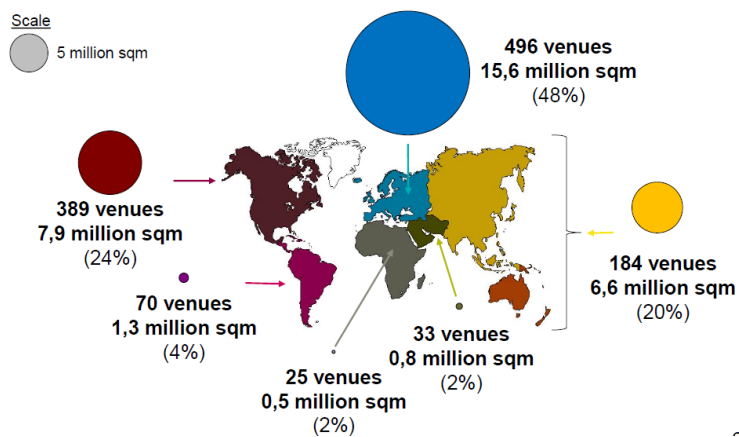 Scale
5 million sqm
496 venues
15,6 million sqm
(48%)
389 venues
7,9 million sqm
(24%)
184 venues
6,6 million sqm
(20%)
70 venues
1,3 million sqm
(4%)
33 venues
0,8 million sqm
(2%)
25 venues
0,5 million sqm
(2%)